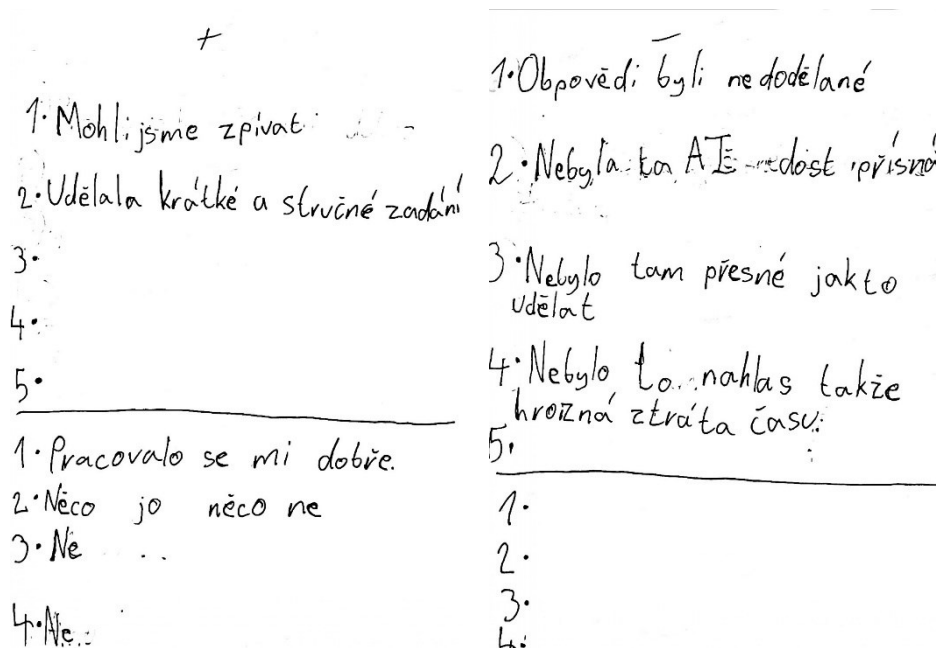 +
1. Mohli jsme zpívat
2. Udělala krátké a stručné zadání
3.
4.
5.
1. Pracovalo se mi dobře.
2. Něco jo něco ne
3. Ne
4. Ne
-
1. Obpovědi byli nedodělané
2. Nebyla ta dost přísná
3. Nebylo tam přesné jak to
udělat
4. Nebylo to nahlas takže
hrozná ztráta času.
5.
1.
2.
3.
4.